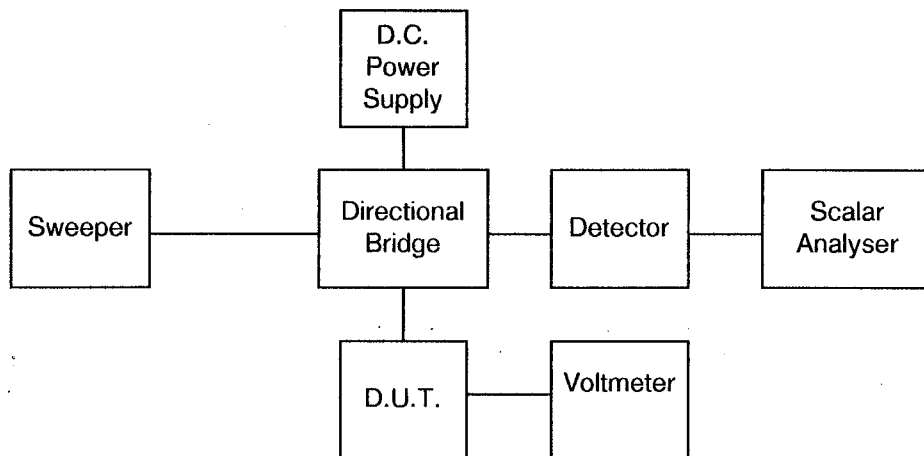 D.C.
Power
Supply
Sweeper
Directional
Bridge
Detector
Scalar
Analyser
D.U.T.
Voltmeter